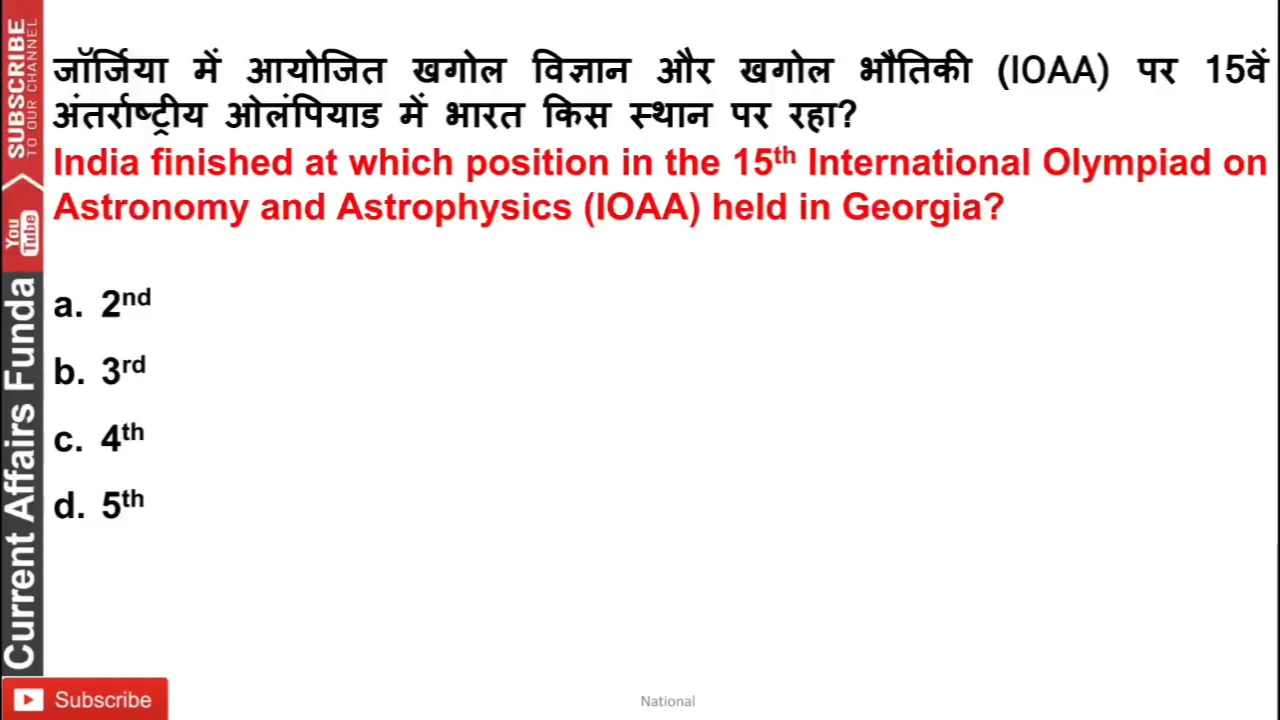 जॉर्जिया में आयोजित खगोल विज्ञान और खगोल भौतिकी (IOAA) पर 15वें
अंतर्राष्ट्रीय ओलंपियाड में भारत किस स्थान पर रहा?
India finished at which position in the 15th International Olympiad on
Astronomy and Astrophysics (IOAA) held in Georgia?
a. 2nd
b. 3rd
c. 4th
d. 5th
SUBSCRIBE
TO OUR CHANNEL
You
Tube
Current Affairs Funda
Subscribe
National